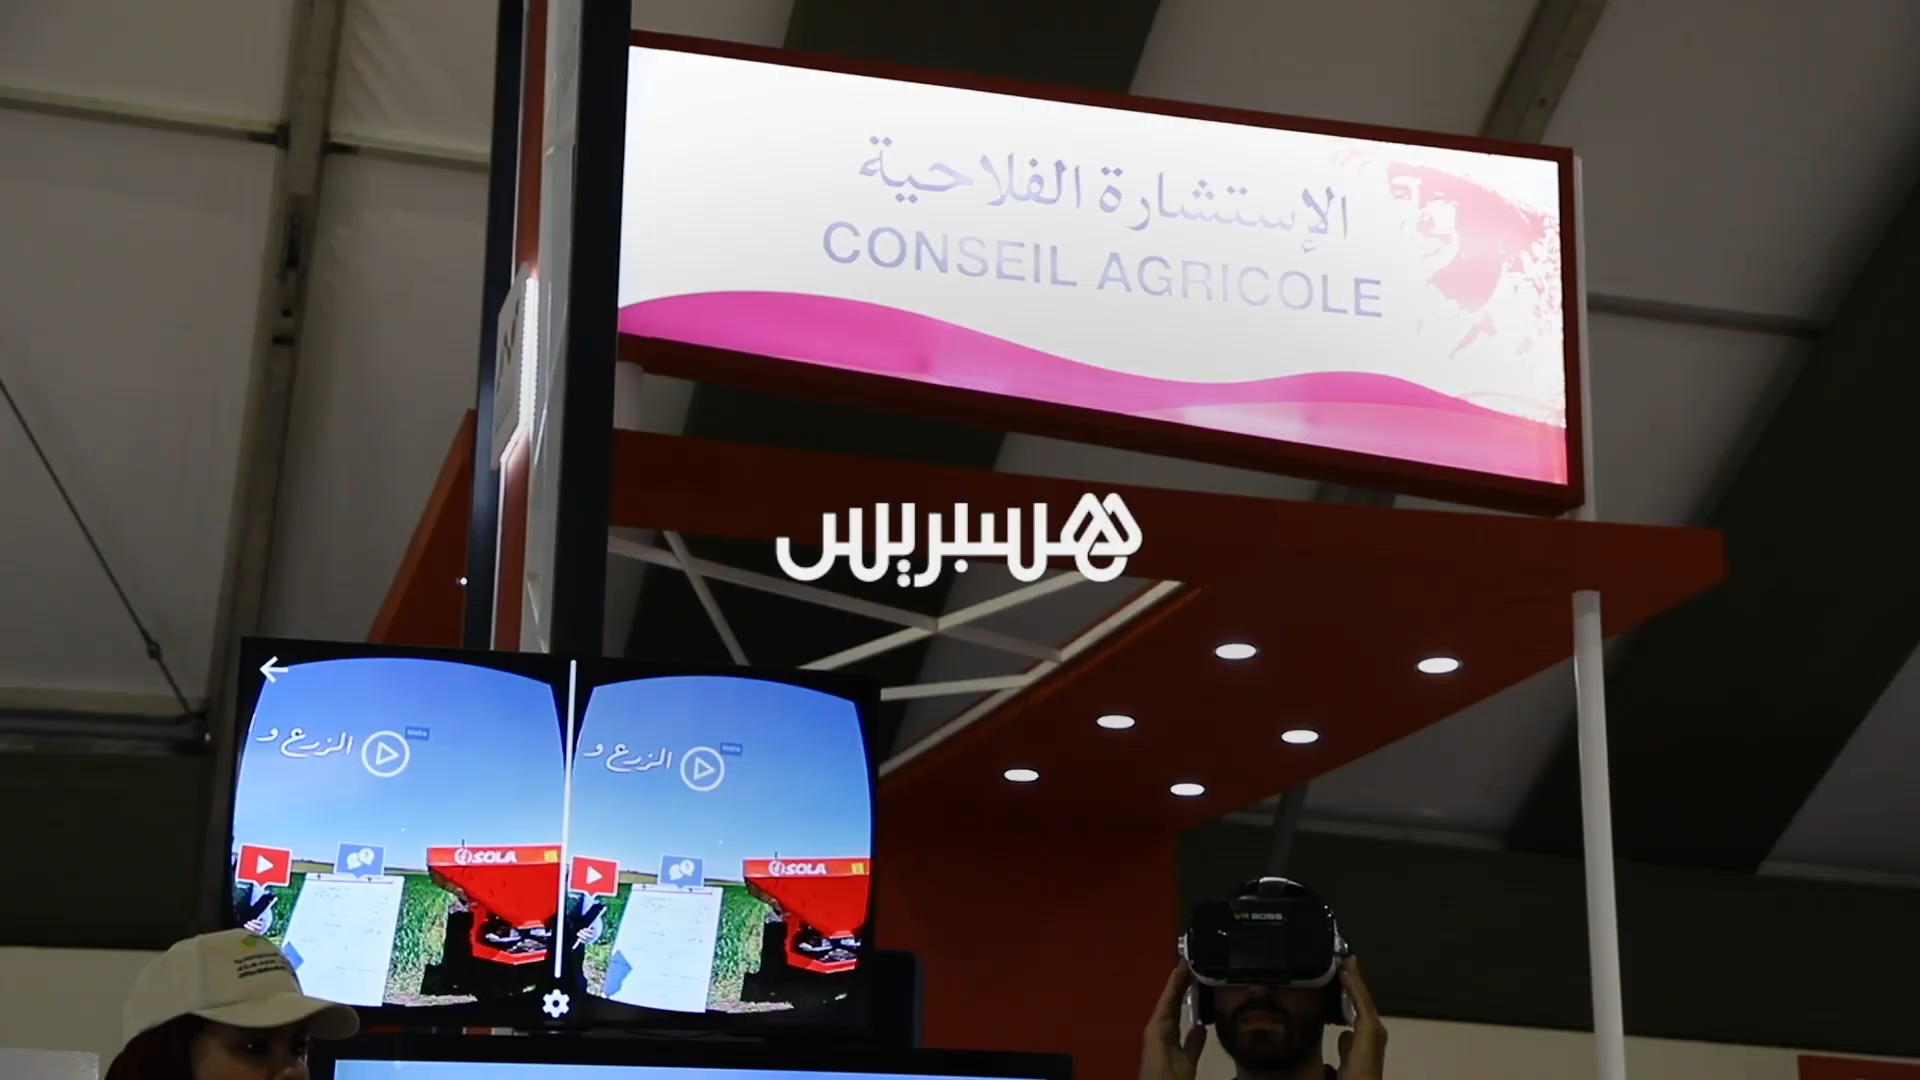 الإستشارة الفلاحية
CONSEIL AGRICOLE
هسبريس
الزرع و
الزرع و
SOLA
SOLA
VR BOSS